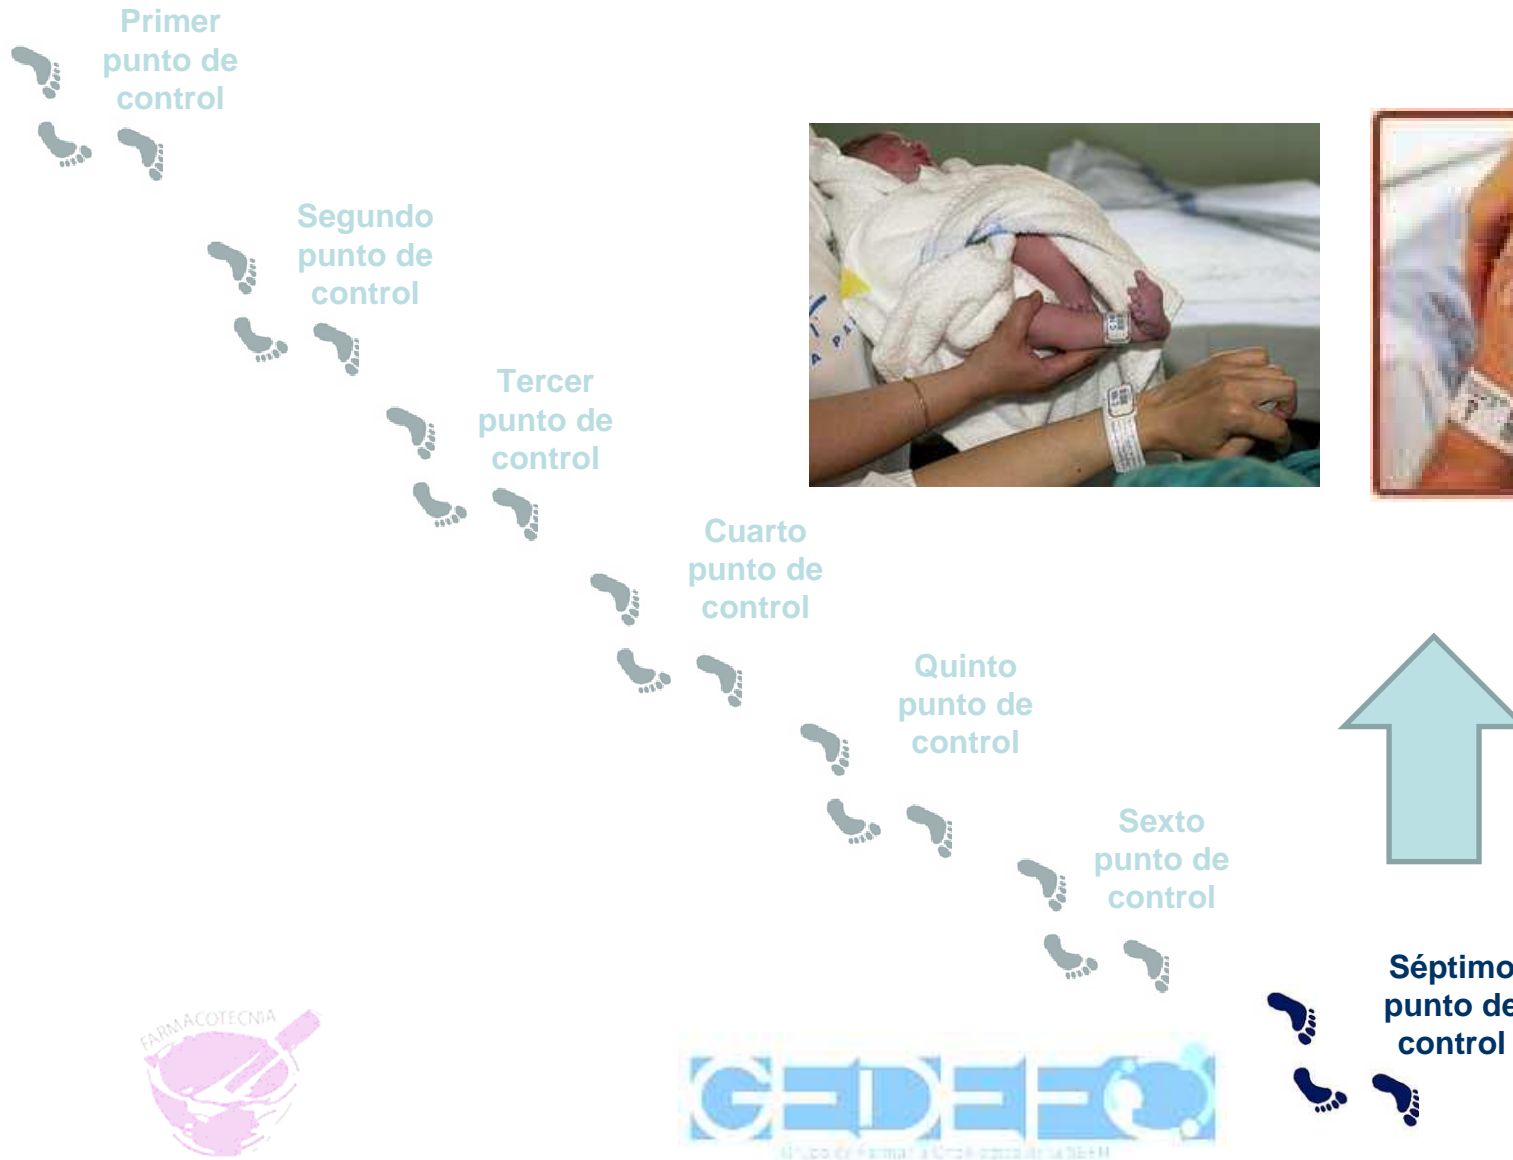 Primer
punto de
control
Segundo
punto de
control
Tercer
punto de
control
Cuarto
punto de
control
Quinto
punto de
control
Sexto
punto de
control
Séptimo
punto de
control
FARMACOTECNIA
GEDEFO